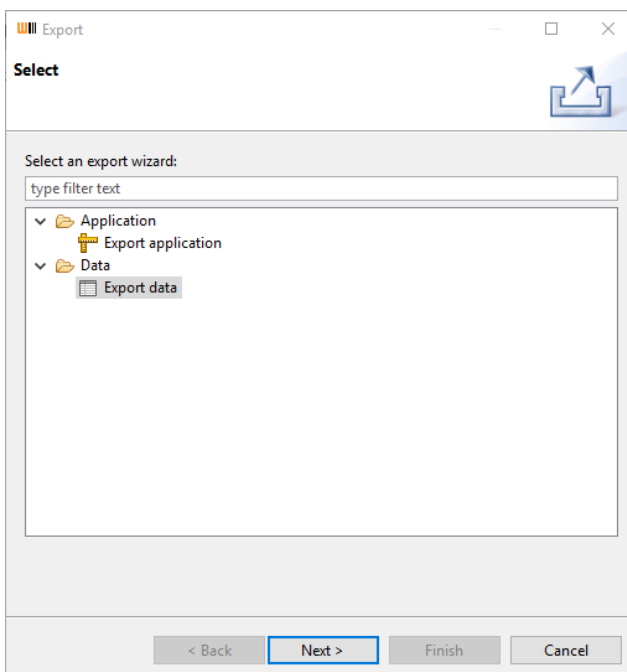 Export
Select
Select an export wizard:
type filter text
Application
Export application
Data
Export data
< Back
Next >
Finish
Cancel